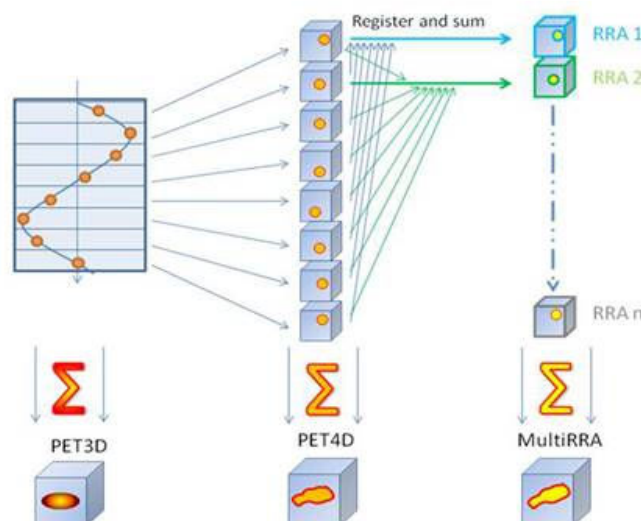 Register and sum
RRA 1
RRA 2
RRA n
Σ
Σ
Σ
PET3D
PET4D
MultiRRA